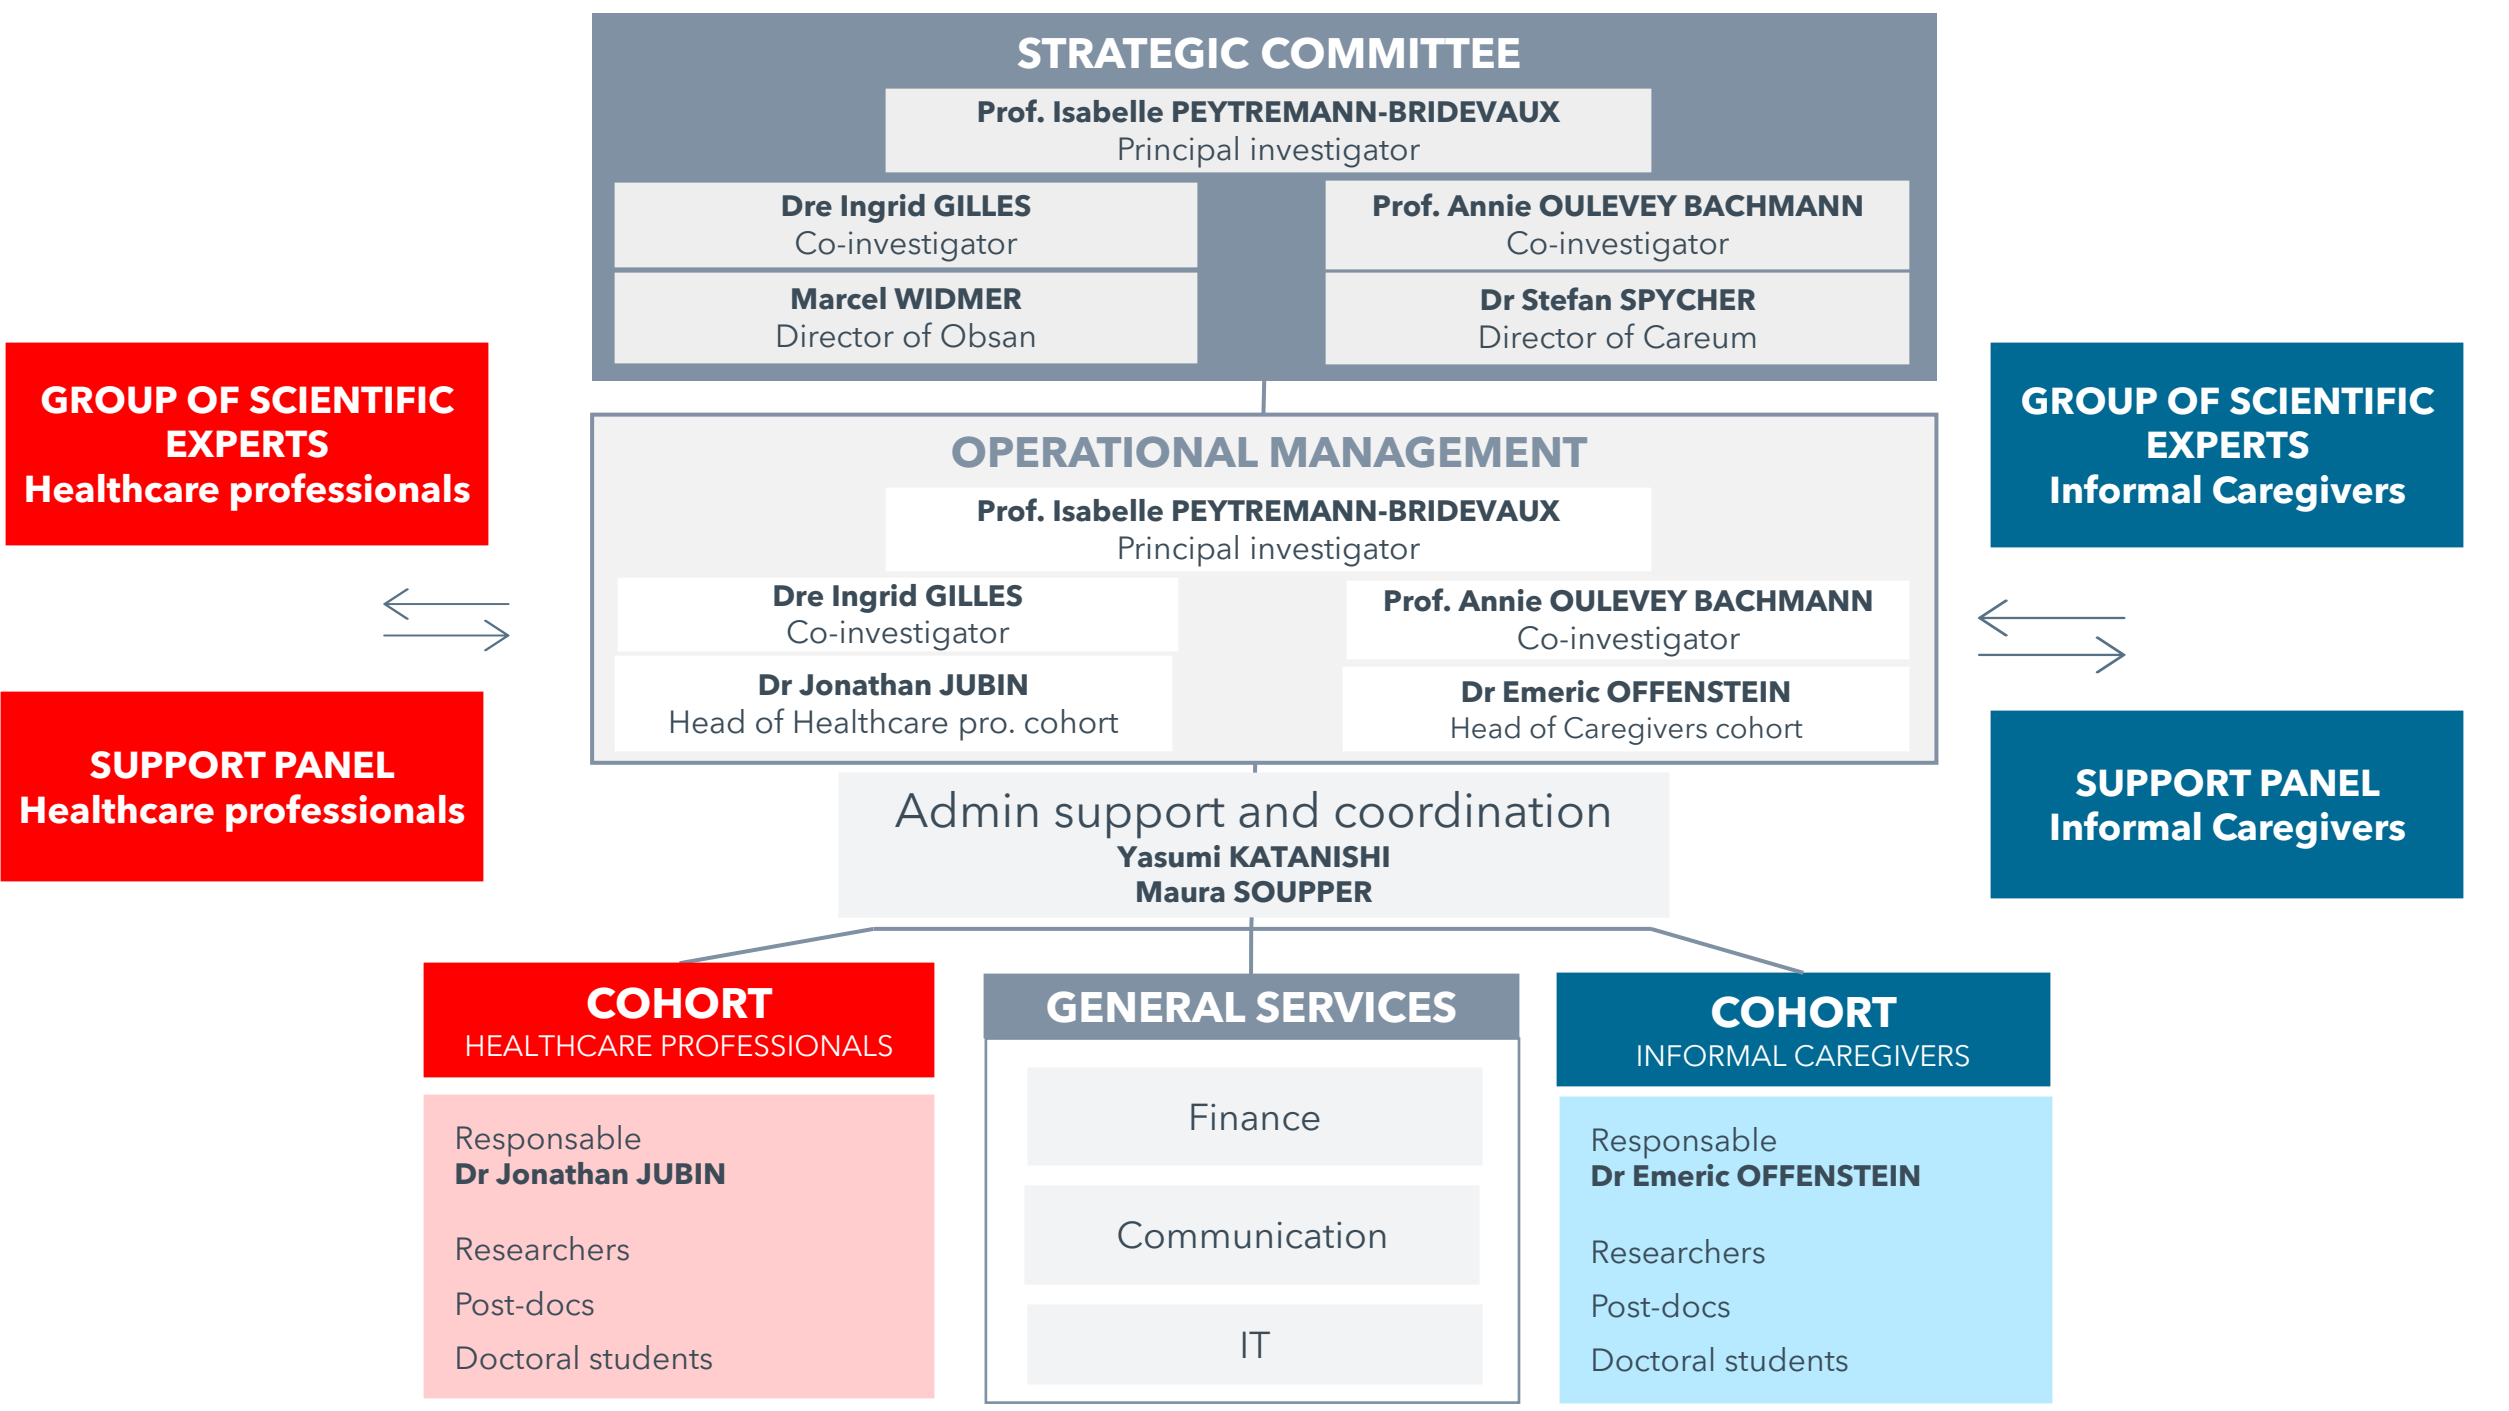 STRATEGIC COMMITTEE
Prof. Isabelle PEYTREMANN-BRIDEVAUX
Principal investigator
Dre Ingrid GILLES
Co-investigator
Prof. Annie OULEVEY BACHMANN
Co-investigator
Marcel WIDMER
Director of Obsan
Dr Stefan SPYCHER
Director of Careum
GROUP OF SCIENTIFIC
EXPERTS
Healthcare professionals
SUPPORT PANEL
Healthcare professionals
OPERATIONAL MANAGEMENT
Prof. Isabelle PEYTREMANN-BRIDEVAUX
Principal investigator
Dre Ingrid GILLES
Co-investigator
Prof. Annie OULEVEY BACHMANN
Co-investigator
Dr Jonathan JUBIN
Head of Healthcare pro. cohort
Dr Emeric OFFENSTEIN
Head of Caregivers cohort
GROUP OF SCIENTIFIC
EXPERTS
Informal Caregivers
SUPPORT PANEL
Informal Caregivers
Admin support and coordination
Yasumi KATANISHI
Maura SOUPPER
COHORT
HEALTHCARE PROFESSIONALS
Responsable
Dr Jonathan JUBIN
Researchers
Post-docs
Doctoral students
GENERAL SERVICES
Finance
Communication
IT
COHORT
INFORMAL CAREGIVERS
Responsable
Dr Emeric OFFENSTEIN
Researchers
Post-docs
Doctoral students